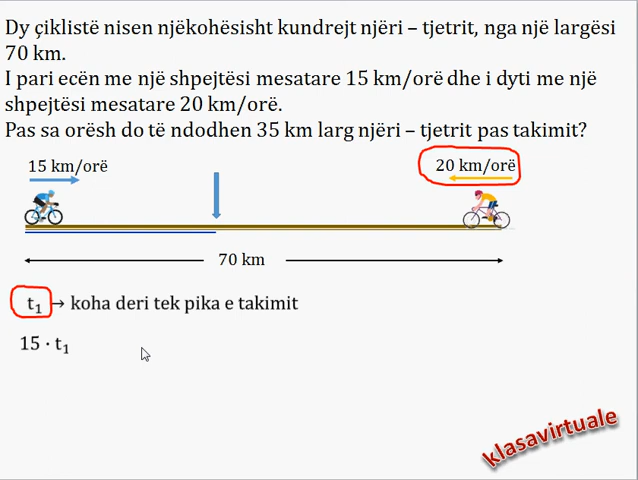 Dy çiklistë nisen njëkohësisht kundrejt njëri – tjetrit, nga një largësi
70 km.
I pari ecën me një shpejtësi mesatare 15 km/orë dhe i dyti me një
shpejtësi mesatare 20 km/orë.
Pas sa orësh do të ndodhen 35 km larg njëri – tjetrit pas takimit?
15 km/orë
20 km/orë
70 km
t₁ → koha deri tek pika e takimit
15 · t₁
klasavirtuale